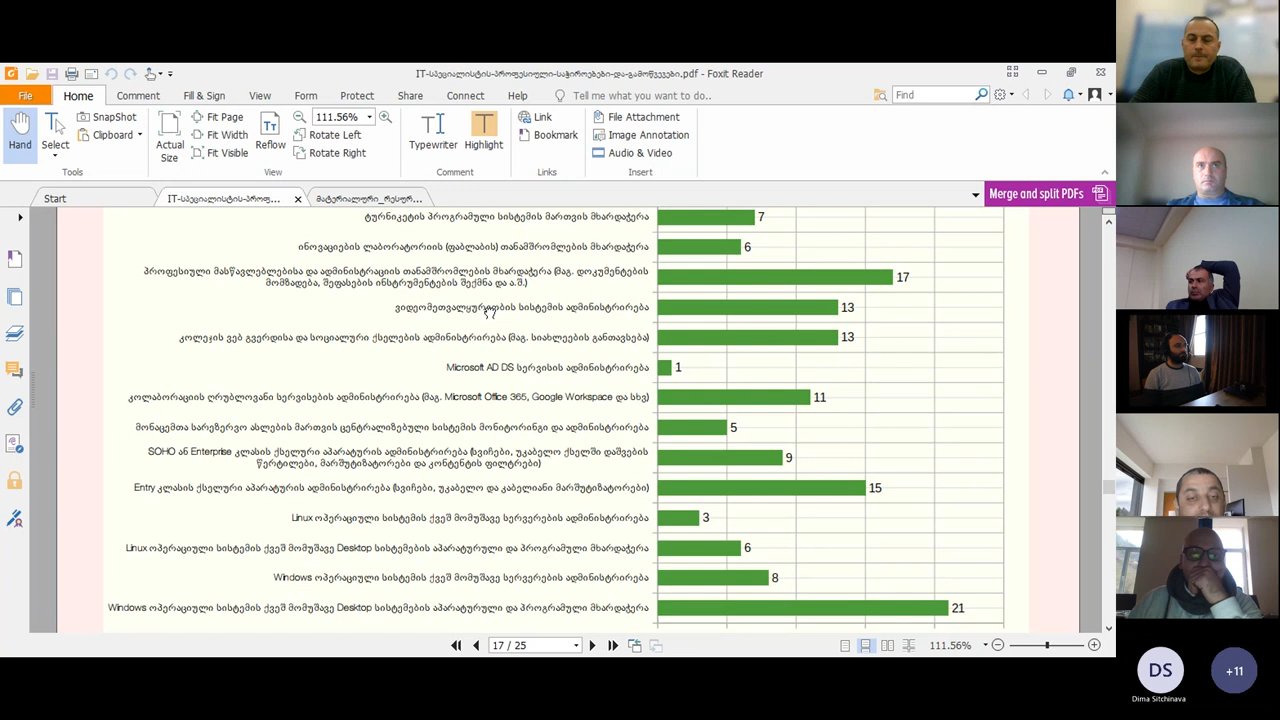 IT-სპეციალისტის-პროფესიული-საჭიროებები-და-გამოწვევები.pdf - Foxit Reader
File Home Comment Fill & Sign View Form Protect Share Connect Help Tell me what you want to do.. Find
Hand
Select
SnapShot
Clipboard
Tools
Actual Size
Fit Page
Fit Width
Fit Visible
Reflow
111.56%
Rotate Left
Rotate Right
View
Typewriter
Highlight
Comment
Link
Bookmark
Links
File Attachment
Image Annotation
Audio & Video
Insert
Start IT-სპეციალისტის-პროფ... მატერიალური_რესურ... Merge and split PDFs
ტურნიკეტის პროგრამული სისტემის მართვის მხარდაჭერა 7
ინოვაციების ლაბორატორიის (ფაბლაბის) თანამშრომლების მხარდაჭერა 6
პროფესიული მასწავლებლებისა და ადმინისტრაციის თანამშრომლების მხარდაჭერა (მაგ. დოკუმენტების
მომზადება, შეფასების ინსტრუმენტების შექმნა და ა.შ.) 17
ვიდეომეთვალყურეობის სისტემის ადმინისტრირება 13
კოლეჯის ვებ გვერდისა და სოციალური ქსელების ადმინისტრირება (მაგ. სიახლეების განთავსება) 13
Microsoft AD DS სერვისის ადმინისტრირება 1
კოლაბორაციის ღრუბლოვანი სერვისების ადმინისტრირება (მაგ. Microsoft Office 365, Google Workspace და სხვ) 11
მონაცემთა სარეზერვო ასლების მართვის ცენტრალიზებული სისტემის მონიტორინგი და ადმინისტრირება 5
SOHO ან Enterprise კლასის ქსელური აპარატურის ადმინისტრირება (სვიჩები, უკაბელო ქსელში დაშვების
წერტილები, მარშუტიზატორები და კონტენტის ფილტრები) 9
Entry კლასის ქსელური აპარატურის ადმინისტრირება (სვიჩები, უკაბელო და კაბელიანი მარშუტიზატორები) 15
Linux ოპერაციული სისტემის ქვეშ მომუშავე სერვერების ადმინისტრირება 3
Linux ოპერაციული სისტემის ქვეშ მომუშავე Desktop სისტემების აპარატურული და პროგრამული მხარდაჭერა 6
Windows ოპერაციული სისტემის ქვეშ მომუშავე სერვერების ადმინისტრირება 8
Windows ოპერაციული სისტემის ქვეშ მომუშავე Desktop სისტემების აპარატურული და პროგრამული მხარდაჭერა 21
17 / 25 111.56%
DS
Dima Sitchinava
+11